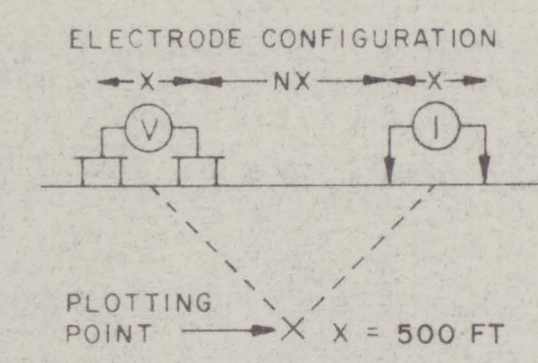 ELECTRODE CONFIGURATION
X NX X
V I
PLOTTING
POINT X X = 500 FT